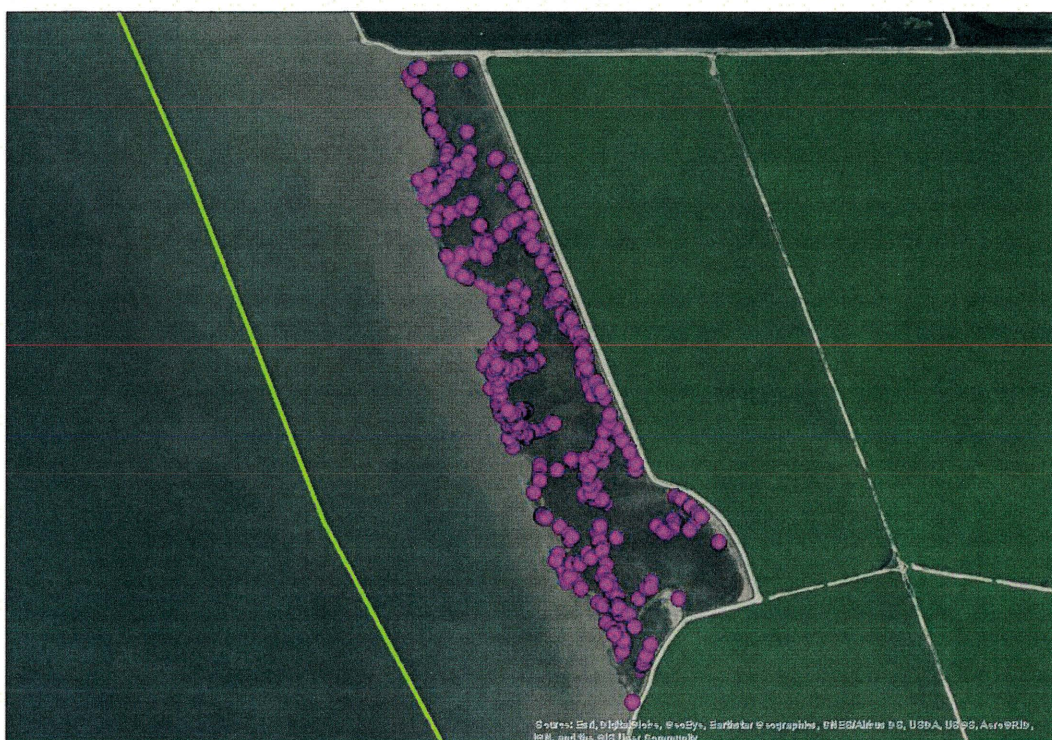 Source: Esri, DigitalGlobe, GeoEye, Earthstar Geographics, CNES/Airbus DS, USDA, USGS, AeroGRID,
IGN, and the GIS User Community